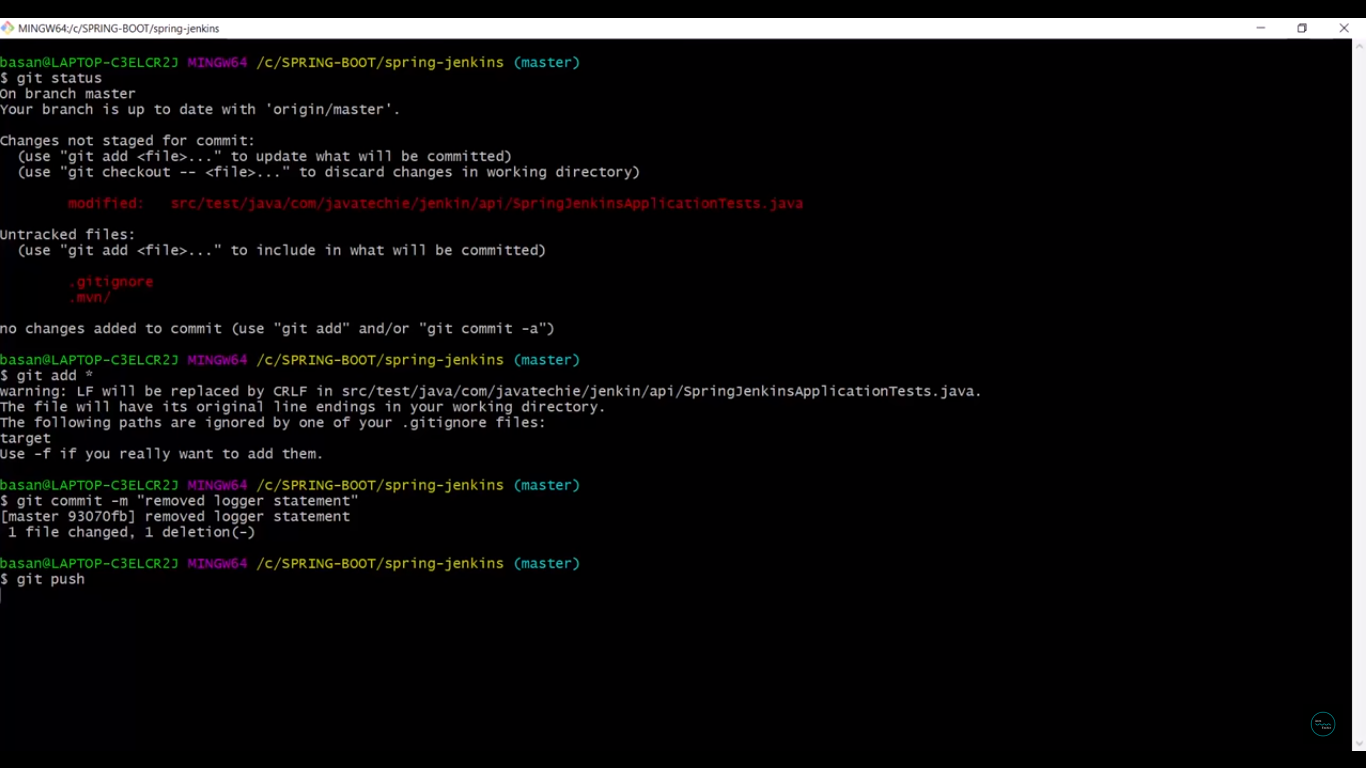 MINGW64:/c/SPRING-BOOT/spring-jenkins
basan@LAPTOP-C3ELCR2J MINGW64 /c/SPRING-BOOT/spring-jenkins (master)
$ git status
On branch master
Your branch is up to date with 'origin/master'.
Changes not staged for commit:
(use "git add <file>..." to update what will be committed)
(use "git checkout -- <file>..." to discard changes in working directory)
modified: src/test/java/com/javatechie/jenkin/api/SpringJenkinsApplicationTests.java
Untracked files:
(use "git add <file>..." to include in what will be committed)
.gitignore
.mvn/
no changes added to commit (use "git add" and/or "git commit -a")
basan@LAPTOP-C3ELCR2J MINGW64 /c/SPRING-BOOT/spring-jenkins (master)
$ git add *
warning: LF will be replaced by CRLF in src/test/java/com/javatechie/jenkin/api/SpringJenkinsApplicationTests.java.
The file will have its original line endings in your working directory.
The following paths are ignored by one of your .gitignore files:
target
Use -f if you really want to add them.
basan@LAPTOP-C3ELCR2J MINGW64 /c/SPRING-BOOT/spring-jenkins (master)
$ git commit -m "removed logger statement"
[master 93070fb] removed logger statement
1 file changed, 1 deletion(-)
basan@LAPTOP-C3ELCR2J MINGW64 /c/SPRING-BOOT/spring-jenkins (master)
$ git push